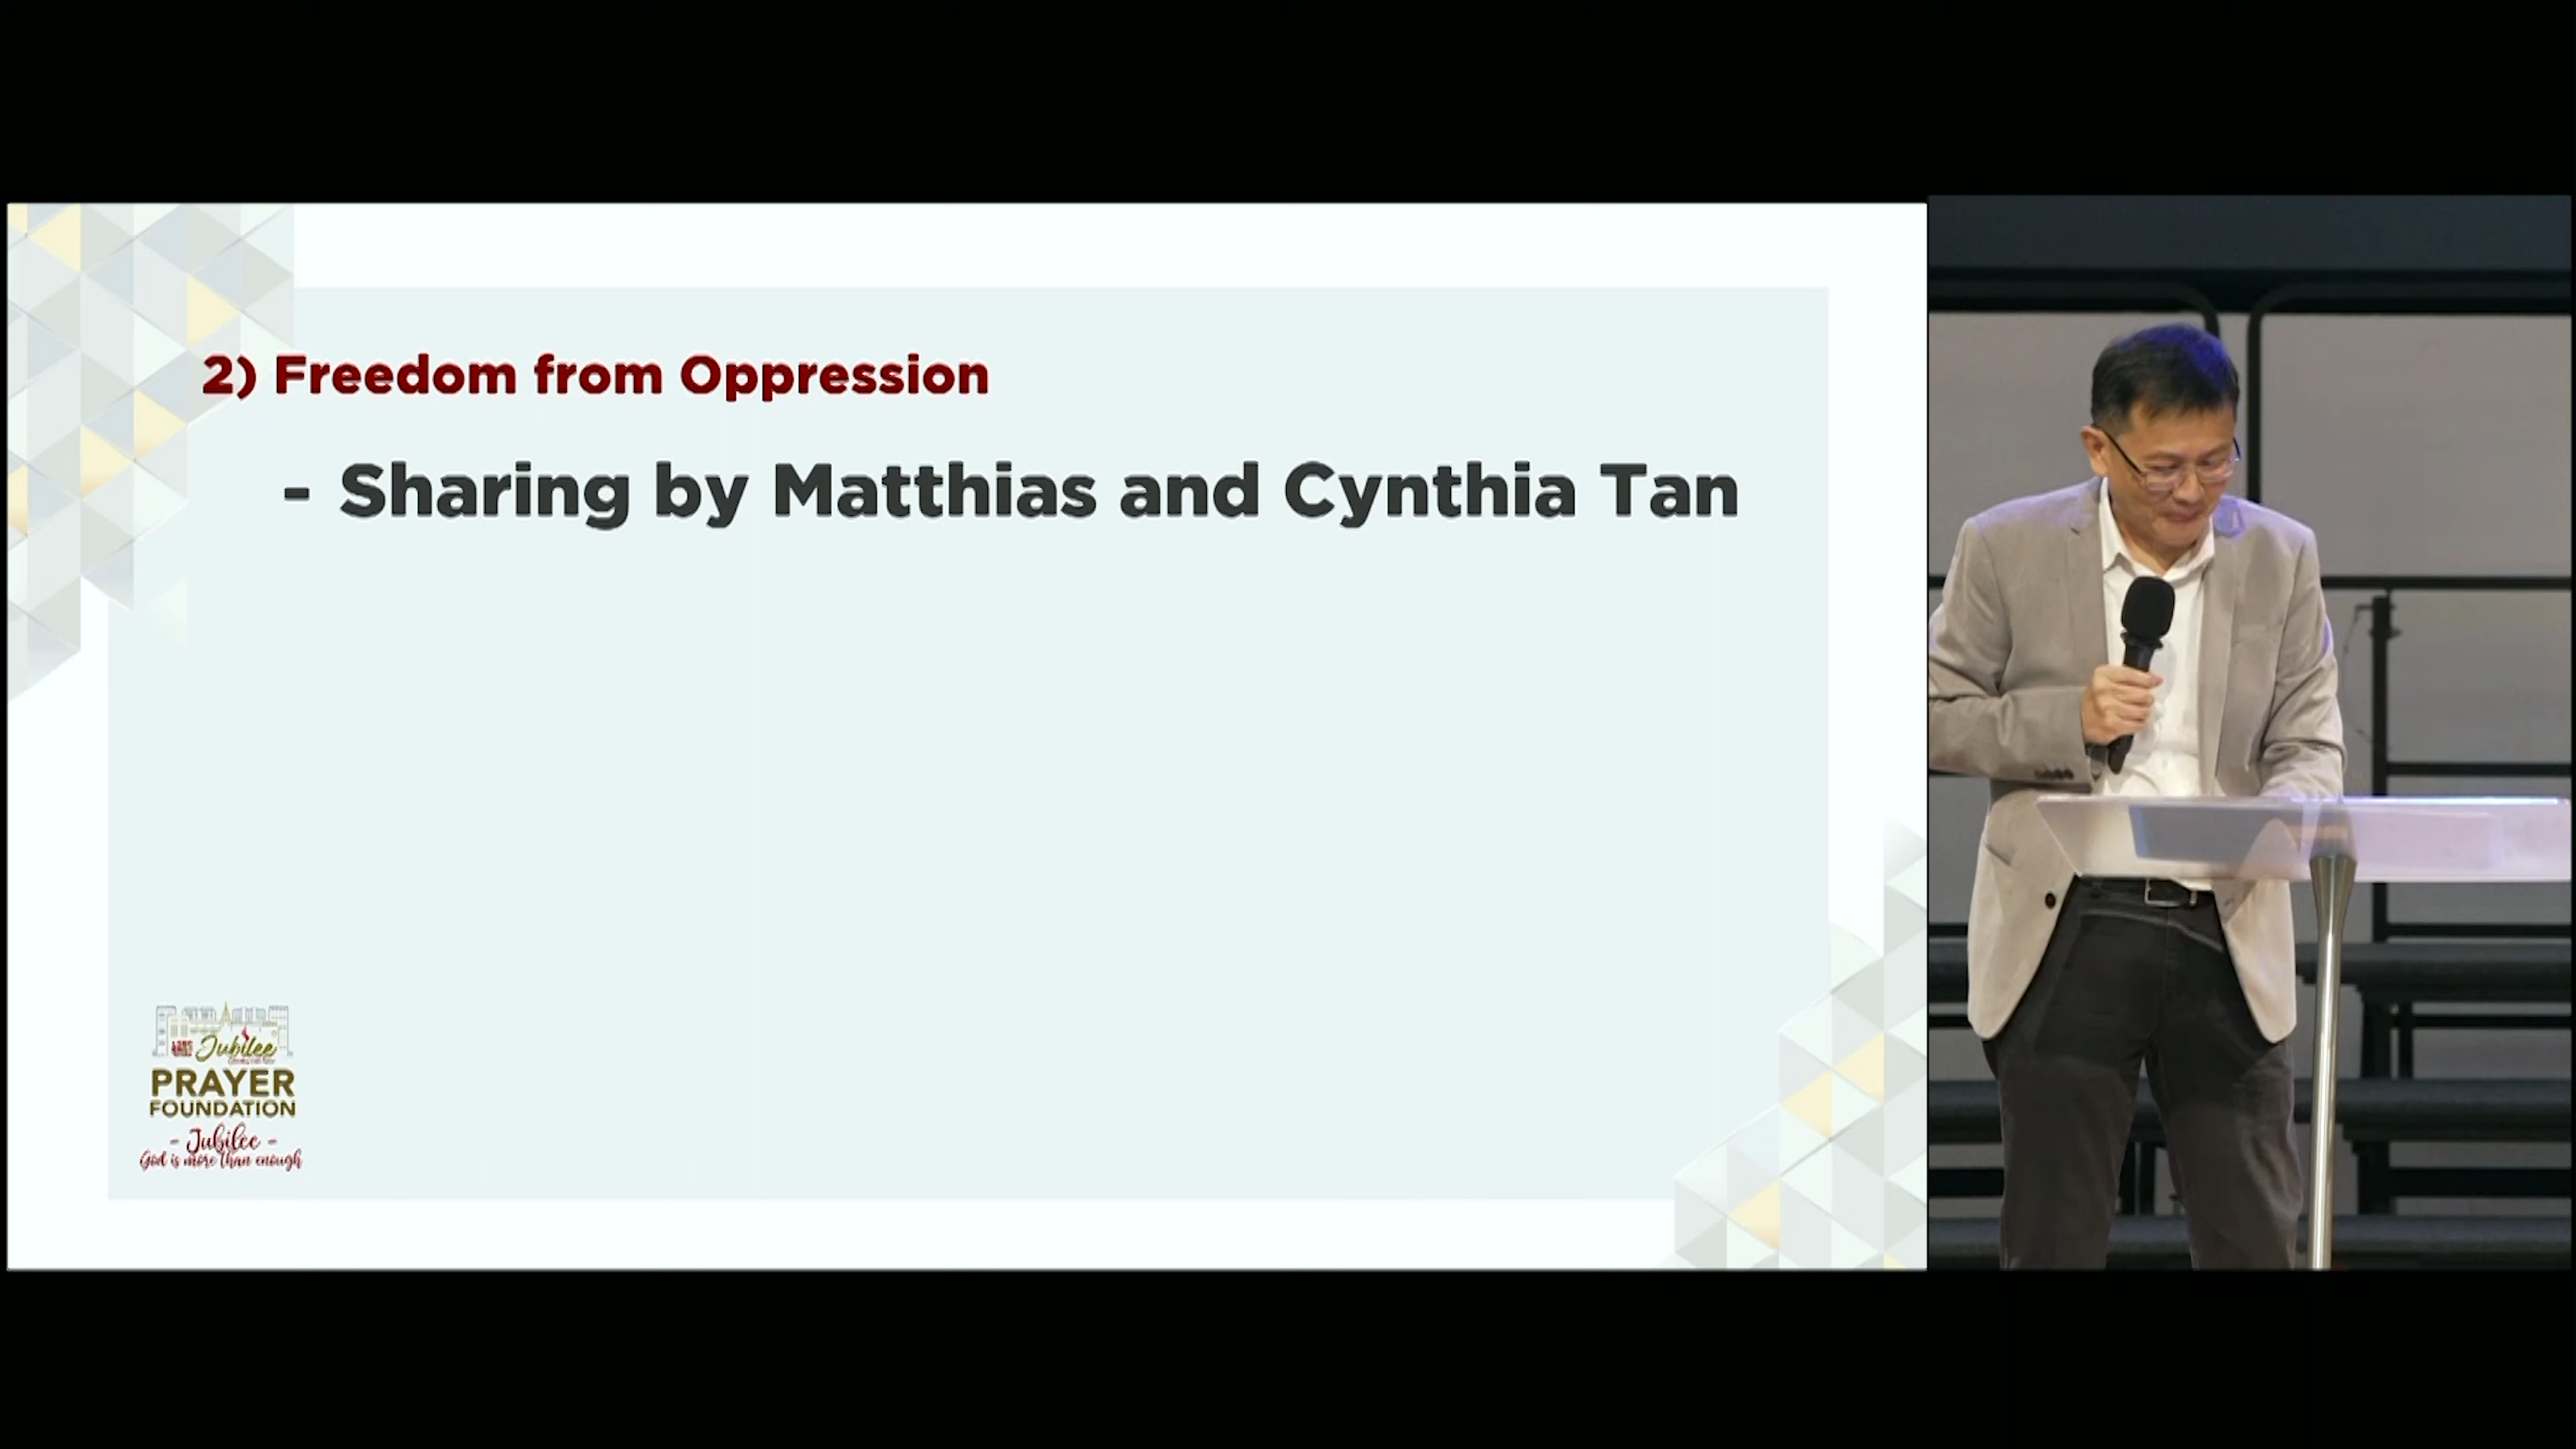 2) Freedom from Oppression
- Sharing by Matthias and Cynthia Tan
Jubilee
PRAYER
FOUNDATION
- Jubilee -
God is more than enough